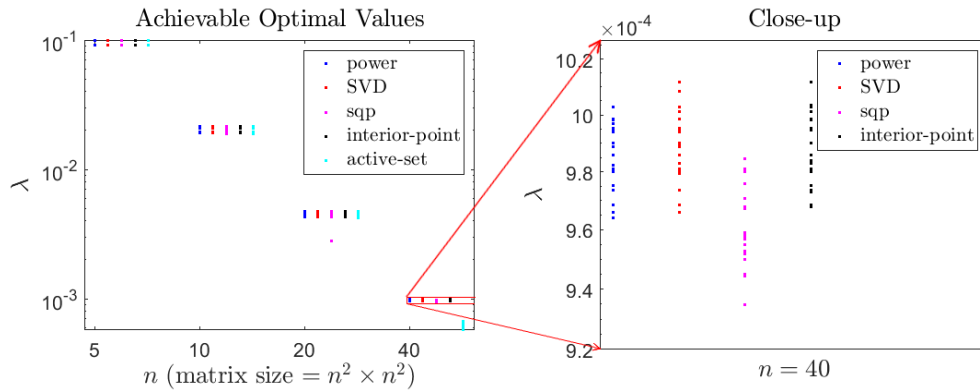 Achievable Optimal Values
10⁻¹
10⁻²
10⁻³
λ
power
SVD
sqp
interior-point
active-set
5 10 20 40
n (matrix size = n² × n²)
Close-up
×10⁻⁴
10.2
10
9.8
9.6
9.4
9.2
λ
power
SVD
sqp
interior-point
n = 40